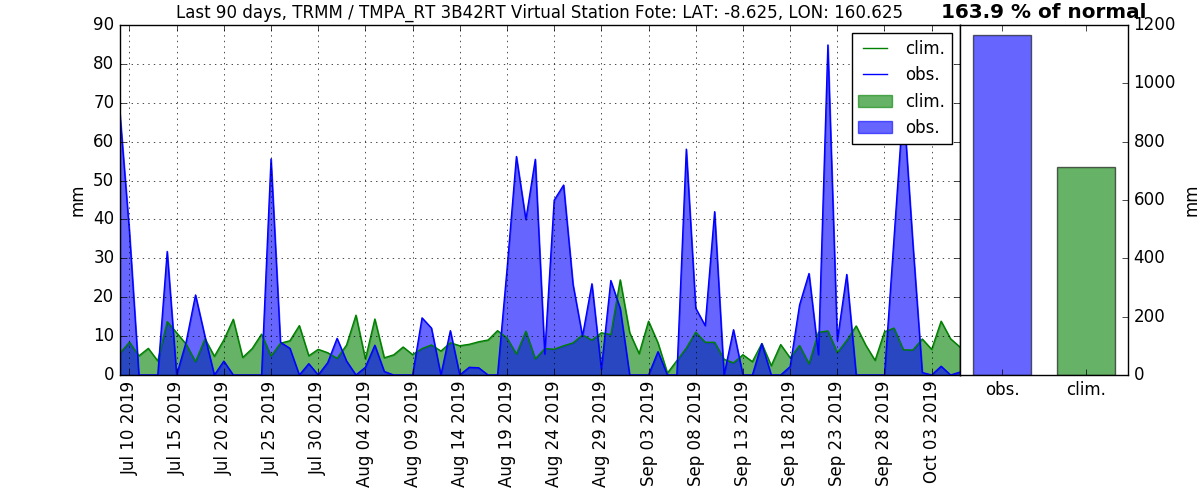 Last 90 days, TRMM / TMPA_RT 3B42RT Virtual Station Fote: LAT: -8.625, LON: 160.625
163.9 % of normal
90
80
70
60
50
40
30
20
10
0
mm
clim.
obs.
clim.
obs.
Jul 10 2019
Jul 15 2019
Jul 20 2019
Jul 25 2019
Jul 30 2019
Aug 04 2019
Aug 09 2019
Aug 14 2019
Aug 19 2019
Aug 24 2019
Aug 29 2019
Sep 03 2019
Sep 08 2019
Sep 13 2019
Sep 18 2019
Sep 23 2019
Sep 28 2019
Oct 03 2019
obs.
clim.
1200
1000
800
600
400
200
0
mm